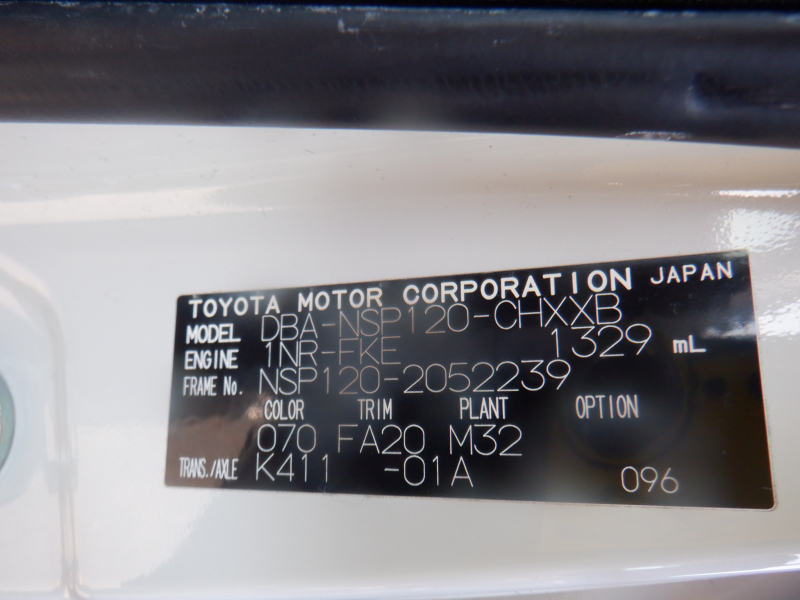 TOYOTA MOTOR CORPORATION JAPAN
MODEL DBA-NSP120-CHXXB
ENGINE 1NR-FKE 1329 mL
FRAME No. NSP120-2052239
COLOR TRIM PLANT OPTION
070 FA20 M32
TRANS./AXLE K411 -01A 096